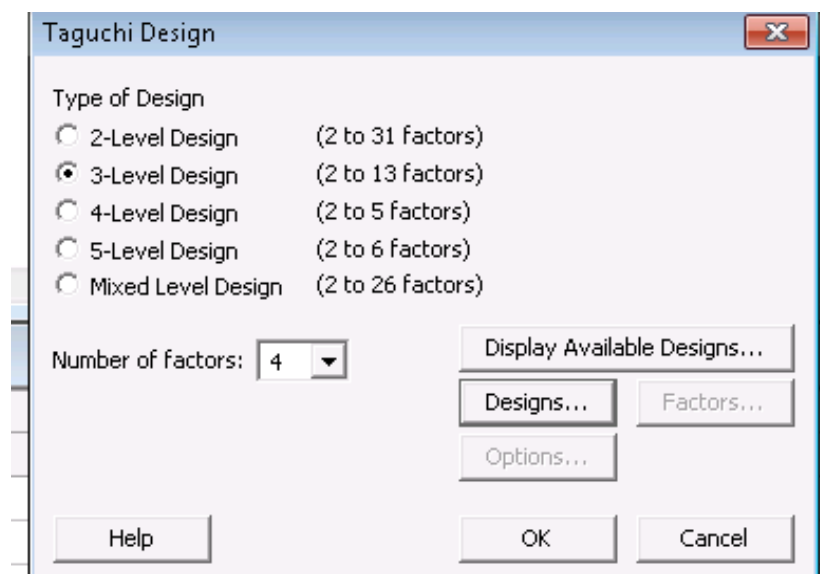 Taguchi Design
Type of Design
2-Level Design (2 to 31 factors)
3-Level Design (2 to 13 factors)
4-Level Design (2 to 5 factors)
5-Level Design (2 to 6 factors)
Mixed Level Design (2 to 26 factors)
Number of factors: 4
Display Available Designs...
Designs... Factors...
Options...
Help OK Cancel